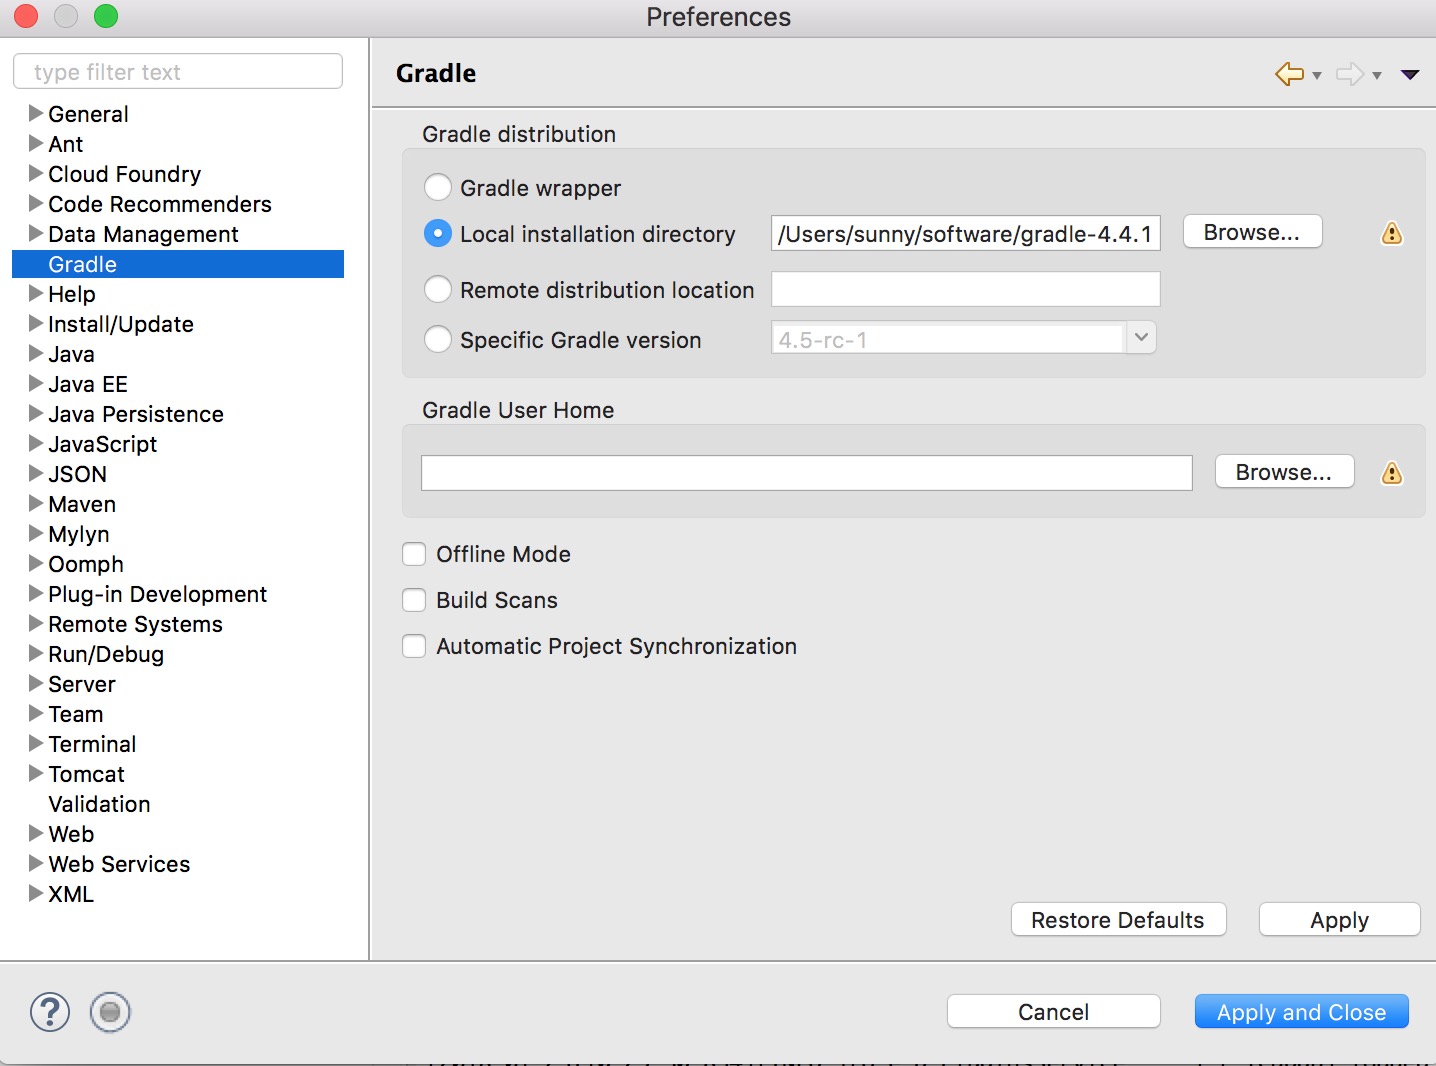 Preferences
type filter text
General
Ant
Cloud Foundry
Code Recommenders
Data Management
Gradle
Help
Install/Update
Java
Java EE
Java Persistence
JavaScript
JSON
Maven
Mylyn
Oomph
Plug-in Development
Remote Systems
Run/Debug
Server
Team
Terminal
Tomcat
Validation
Web
Web Services
XML
Gradle
Gradle distribution
Gradle wrapper
Local installation directory /Users/sunny/software/gradle-4.4.1 Browse...
Remote distribution location
Specific Gradle version 4.5-rc-1
Gradle User Home
Browse...
Offline Mode
Build Scans
Automatic Project Synchronization
Restore Defaults Apply
? Cancel Apply and Close